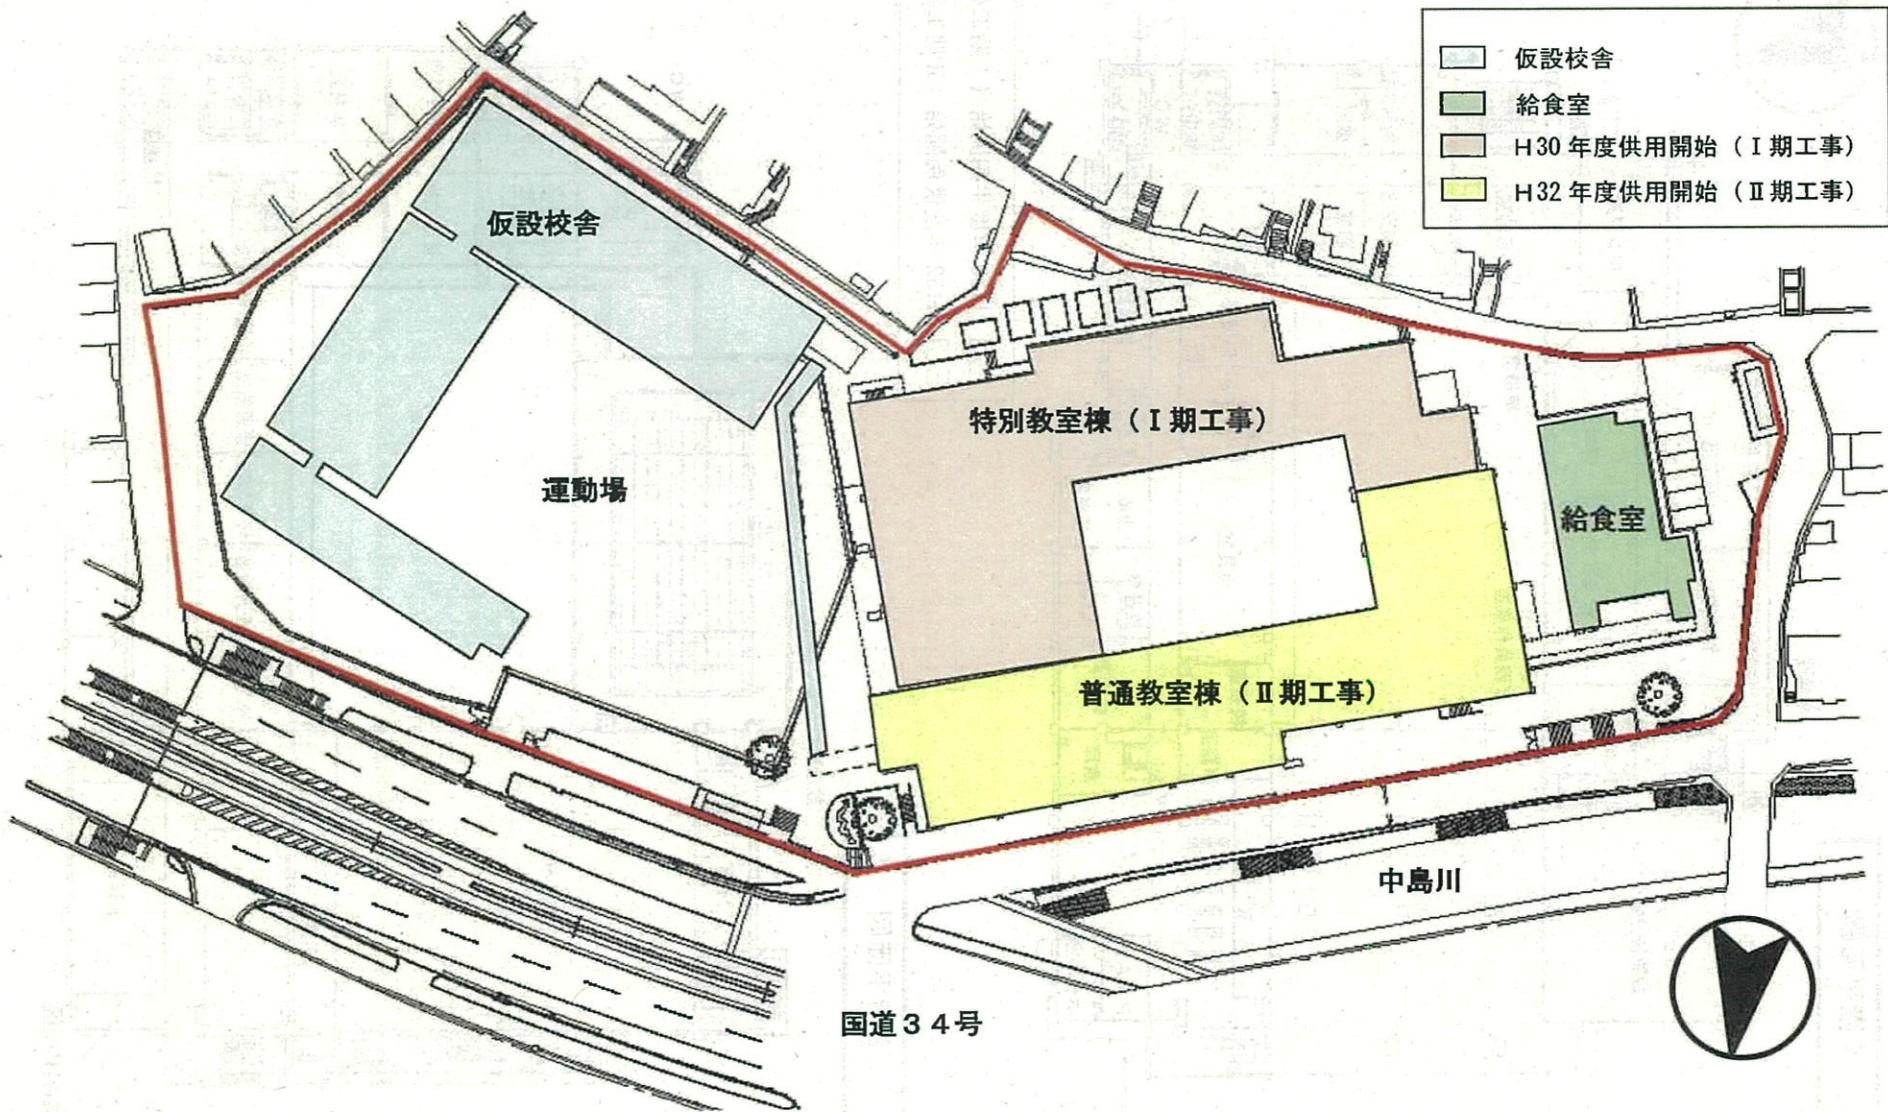 仮設校舎
給食室
H30年度供用開始（Ⅰ期工事）
H32年度供用開始（Ⅱ期工事）
仮設校舎
特別教室棟（Ⅰ期工事）
運動場
給食室
普通教室棟（Ⅱ期工事）
中島川
国道３４号